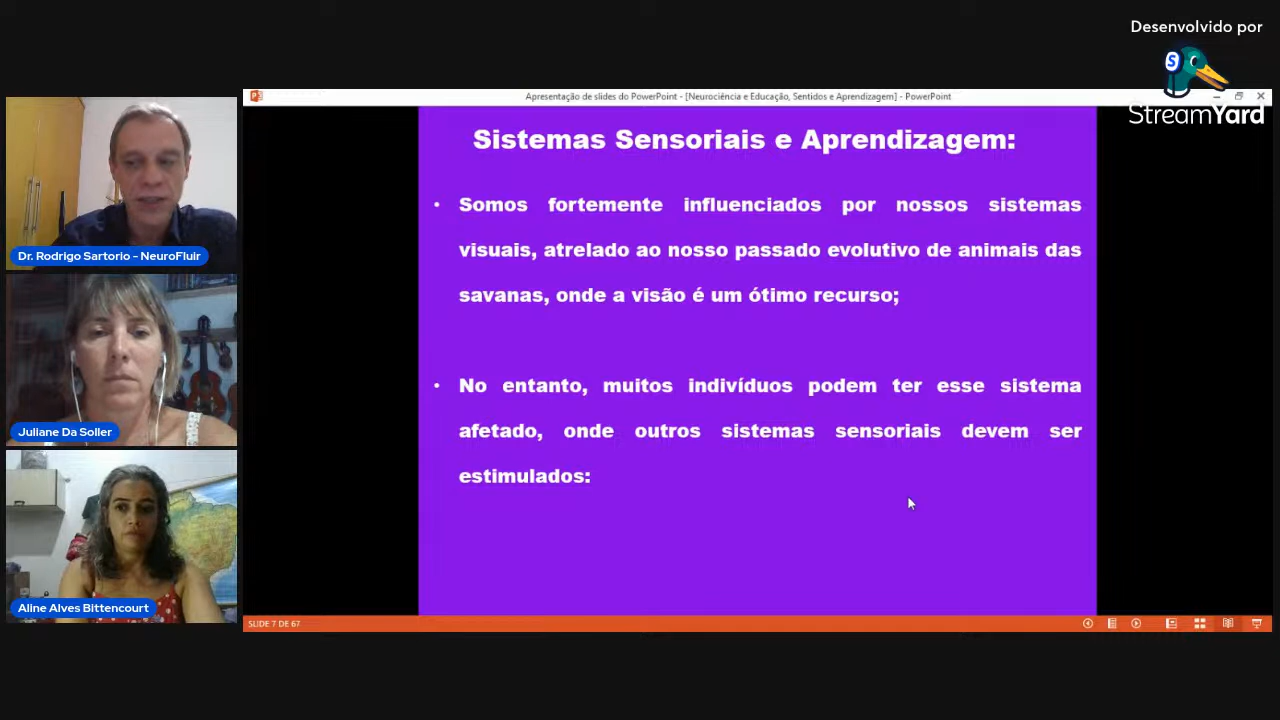 Desenvolvido por
StreamYard
Apresentação de slides do PowerPoint - [Neurociência e Educação, Sentidos e Aprendizagem] - PowerPoint
Sistemas Sensoriais e Aprendizagem:
• Somos fortemente influenciados por nossos sistemas
visuais, atrelado ao nosso passado evolutivo de animais das
savanas, onde a visão é um ótimo recurso;
• No entanto, muitos indivíduos podem ter esse sistema
afetado, onde outros sistemas sensoriais devem ser
estimulados:
SLIDE 7 DE 67
Dr. Rodrigo Sartorio - NeuroFluir
Juliane Da Soller
Aline Alves Bittencourt